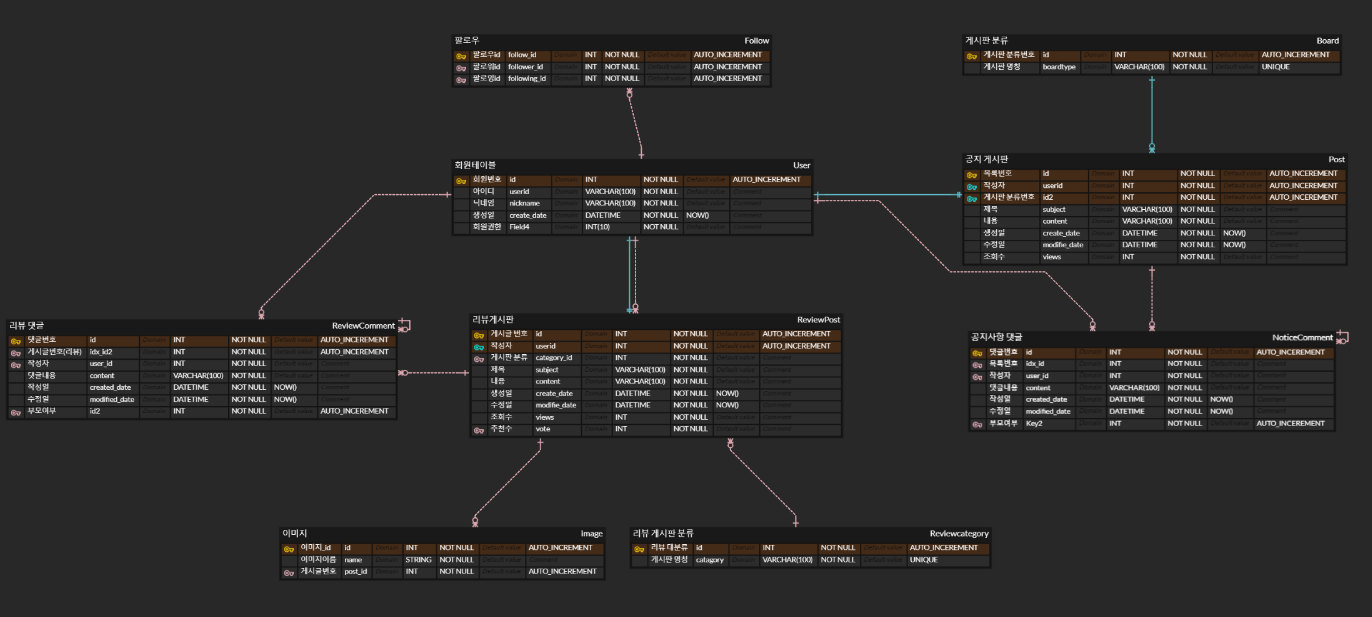 팔로우 Follow
팔로우id follow_id Domain INT NOT NULL Default value AUTO_INCEREMENT
팔로워id follower_id Domain INT NOT NULL Default value AUTO_INCEREMENT
팔로잉id following_id Domain INT NOT NULL Default value AUTO_INCEREMENT
게시판 분류 Board
게시판 분류번호 id Domain INT NOT NULL Default value AUTO_INCEREMENT
게시판 명칭 boardtype Domain VARCHAR(100) NOT NULL Default value UNIQUE
회원테이블 User
회원번호 id Domain INT NOT NULL Default value AUTO_INCEREMENT
아이디 userid Domain VARCHAR(100) NOT NULL Default value Comment
닉네임 nickname Domain VARCHAR(100) NOT NULL Default value Comment
생성일 create_date Domain DATETIME NOT NULL NOW() Comment
회원권한 Field4 Domain INT(10) NOT NULL Default value Comment
공지 게시판 Post
목록번호 id Domain INT NOT NULL Default value AUTO_INCEREMENT
작성자 userid Domain INT NOT NULL Default value AUTO_INCEREMENT
게시판 분류번호 id2 Domain INT NOT NULL Default value AUTO_INCEREMENT
제목 subject Domain VARCHAR(100) NOT NULL Default value Comment
내용 content Domain VARCHAR(100) NOT NULL Default value Comment
생성일 create_date Domain DATETIME NOT NULL NOW() Comment
수정일 modifie_date Domain DATETIME NOT NULL NOW() Comment
조회수 views Domain INT NOT NULL Default value Comment
리뷰 댓글 ReviewComment
댓글번호 id Domain INT NOT NULL Default value AUTO_INCEREMENT
게시글번호(리뷰) idx_id2 Domain INT NOT NULL Default value AUTO_INCEREMENT
작성자 user_id Domain INT NOT NULL Default value Comment
댓글내용 content Domain VARCHAR(100) NOT NULL Default value Comment
작성일 created_date Domain DATETIME NOT NULL NOW() Comment
수정일 modified_date Domain DATETIME NOT NULL NOW() Comment
부모여부 id2 Domain INT NOT NULL Default value AUTO_INCEREMENT
리뷰게시판 ReviewPost
게시글 번호 id Domain INT NOT NULL Default value AUTO_INCEREMENT
작성자 userid Domain INT NOT NULL Default value AUTO_INCEREMENT
게시판 분류 category_id Domain INT NOT NULL Default value Comment
제목 subject Domain VARCHAR(100) NOT NULL Default value Comment
내용 content Domain VARCHAR(100) NOT NULL Default value Comment
생성일 create_date Domain DATETIME NOT NULL NOW() Comment
수정일 modifie_date Domain DATETIME NOT NULL NOW() Comment
조회수 views Domain INT NOT NULL Default value Comment
추천수 vote Domain INT NOT NULL Default value Comment
공지사항 댓글 NoticeComment
댓글번호 id Domain INT NOT NULL Default value AUTO_INCEREMENT
목록번호 idx_id Domain INT NOT NULL Default value Comment
작성자 user_id Domain INT NOT NULL Default value Comment
댓글내용 content Domain VARCHAR(100) NOT NULL Default value Comment
작성일 created_date Domain DATETIME NOT NULL NOW() Comment
수정일 modified_date Domain DATETIME NOT NULL NOW() Comment
부모여부 Key2 Domain INT NOT NULL Default value AUTO_INCEREMENT
이미지 Image
이미지_id id Domain INT NOT NULL Default value AUTO_INCREMENT
이미지이름 name Domain STRING NOT NULL Default value Comment
게시글번호 post_id Domain INT NOT NULL Default value AUTO_INCEREMENT
리뷰 게시판 분류 Reviewcategory
리뷰 대분류 id Domain INT NOT NULL Default value AUTO_INCEREMENT
게시판 명칭 catagory Domain VARCHAR(100) NOT NULL Default value UNIQUE